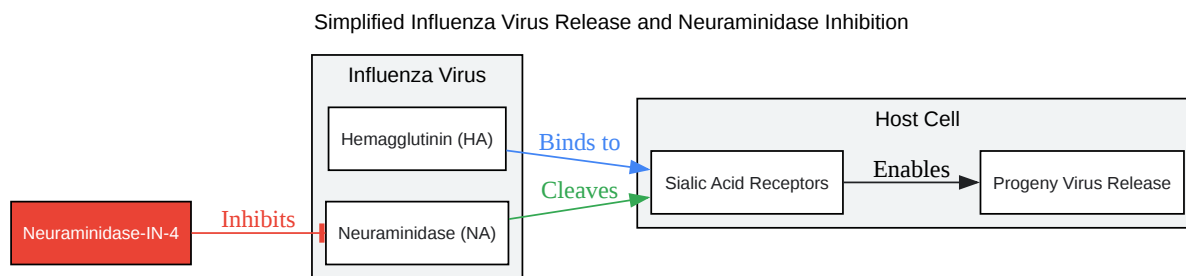 Simplified Influenza Virus Release and Neuraminidase Inhibition
Influenza Virus
Host Cell
Hemagglutinin (HA)
Binds to
Sialic Acid Receptors
Enables
Progeny Virus Release
Cleaves
Neuraminidase-IN-4
Inhibits
Neuraminidase (NA)